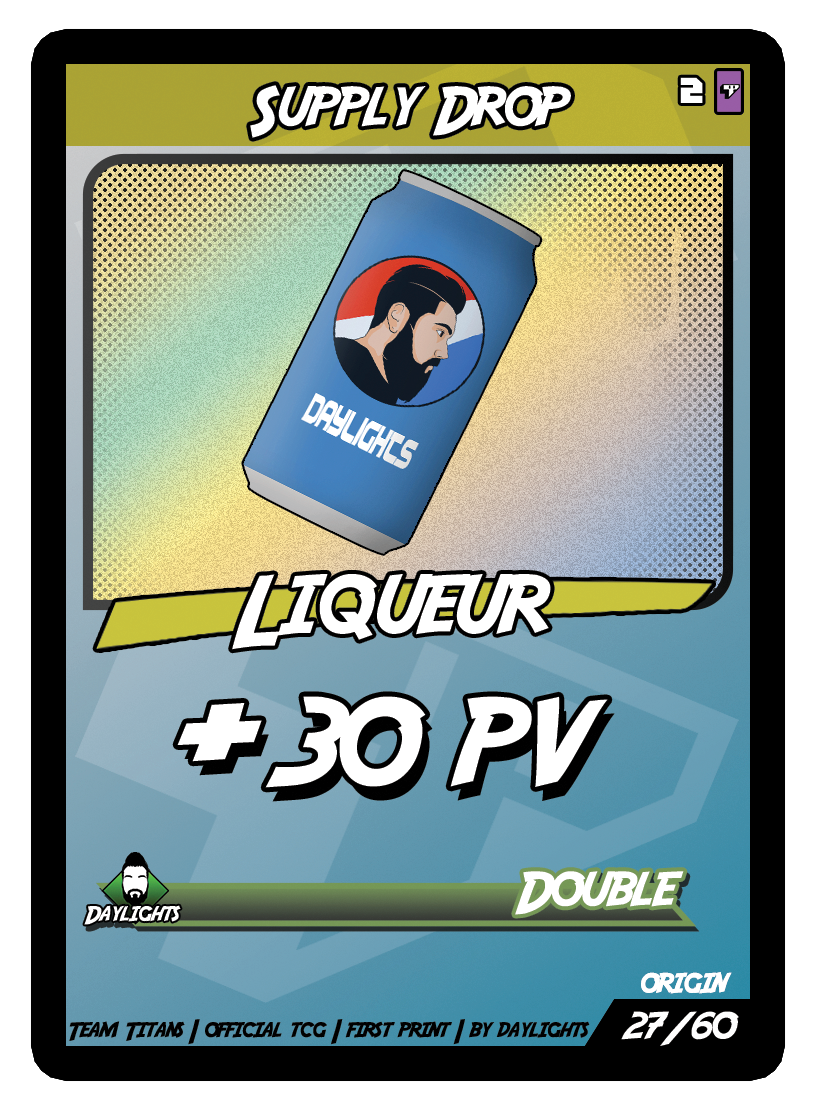 SUPPLY DROP
2
DAYLIGHTS
LIQUEUR
+30 PV
DAYLIGHTS
DOUBLE
ORIGIN
27/60
TEAM TITANS | OFFICIAL TCG | FIRST PRINT | BY DAYLIGHTS